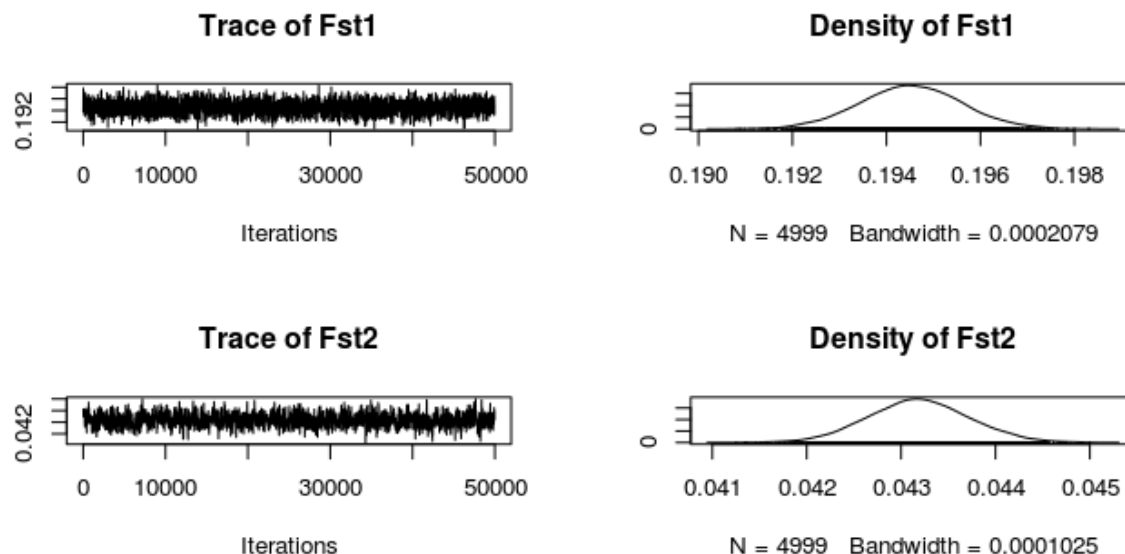 Trace of Fst1
0.192
0 10000 30000 50000
Iterations
Density of Fst1
0
0.190 0.192 0.194 0.196 0.198
N = 4999 Bandwidth = 0.0002079
Trace of Fst2
0.042
0 10000 30000 50000
Iterations
Density of Fst2
0
0.041 0.042 0.043 0.044 0.045
N = 4999 Bandwidth = 0.0001025